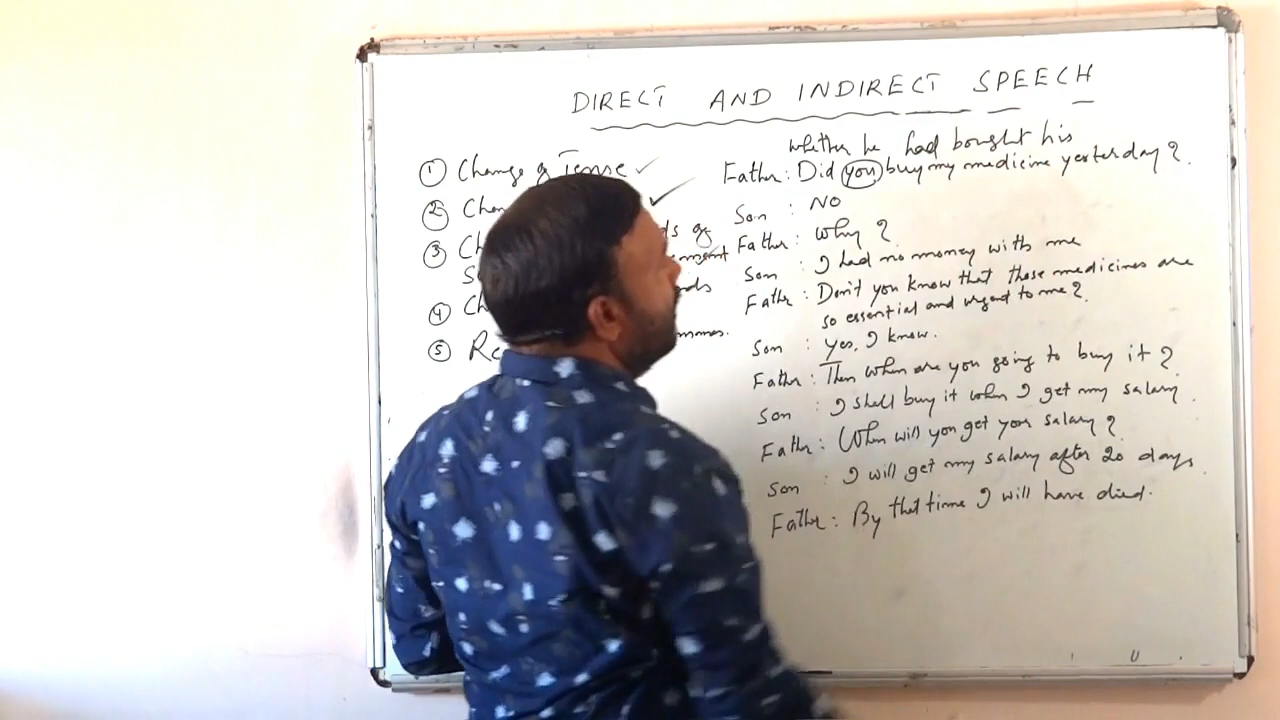 DIRECT AND INDIRECT SPEECH
① Change of Tense
②
③
of
④
⑤
whether he had bought his
Father: Did you buy my medicine yesterday?
Son : NO
Father: Why?
Son : I had no money with me
Father: Don't you know that those medicines are
so essential and urgent to me?
Son : Yes, I know.
Father: Then when are you going to buy it?
Son : I shall buy it when I get my salary.
Father: When will you get your salary?
Son : I will get my salary after 20 days.
Father: By that time I will have died.